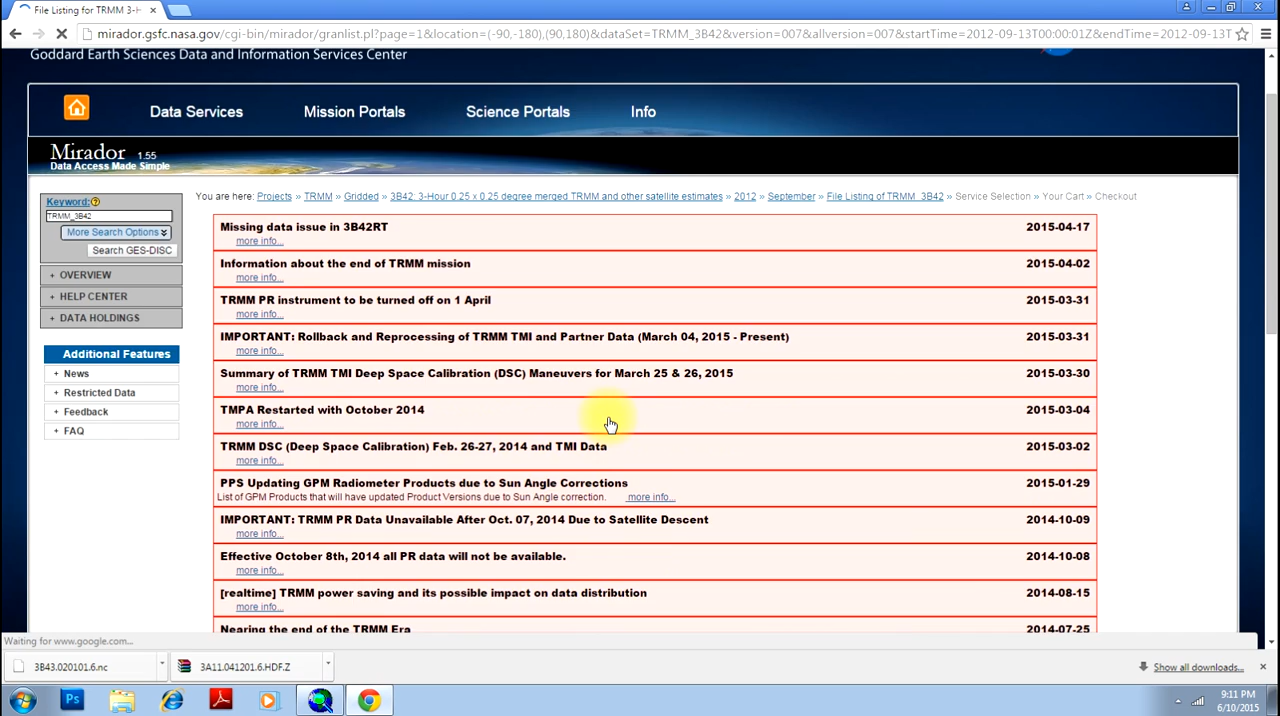 File Listing for TRMM 3-H
mirador.gsfc.nasa.gov/cgi-bin/mirador/granlist.pl?page=1&location=(-90,-180),(90,180)&dataSet=TRMM_3B42&version=007&allversion=007&startTime=2012-09-13T00:00:01Z&endTime=2012-09-13T
Goddard Earth Sciences Data and Information Services Center
Data Services Mission Portals Science Portals Info
Mirador 1.55
Data Access Made Simple
Keyword: ?
You are here: Projects » TRMM » Gridded » 3B42: 3-Hour 0.25 x 0.25 degree merged TRMM and other satellite estimates » 2012 » September » File Listing of TRMM_3B42 » Service Selection » Your Cart » Checkout
TRMM_3B42
More Search Options
Search GES-DISC
+ OVERVIEW
+ HELP CENTER
+ DATA HOLDINGS
Additional Features
+ News
+ Restricted Data
+ Feedback
+ FAQ
Missing data issue in 3B42RT 2015-04-17
more info...
Information about the end of TRMM mission 2015-04-02
more info...
TRMM PR instrument to be turned off on 1 April 2015-03-31
more info...
IMPORTANT: Rollback and Reprocessing of TRMM TMI and Partner Data (March 04, 2015 - Present) 2015-03-31
more info...
Summary of TRMM TMI Deep Space Calibration (DSC) Maneuvers for March 25 & 26, 2015 2015-03-30
more info...
TMPA Restarted with October 2014 2015-03-04
more info...
TRMM DSC (Deep Space Calibration) Feb. 26-27, 2014 and TMI Data 2015-03-02
more info...
PPS Updating GPM Radiometer Products due to Sun Angle Corrections 2015-01-29
List of GPM Products that will have updated Product Versions due to Sun Angle correction. more info...
IMPORTANT: TRMM PR Data Unavailable After Oct. 07, 2014 Due to Satellite Descent 2014-10-09
more info...
Effective October 8th, 2014 all PR data will not be available. 2014-10-08
more info...
[realtime] TRMM power saving and its possible impact on data distribution 2014-08-15
more info...
Nearing the end of the TRMM Era 2014-07-25
Waiting for www.google.com...
3B43.020101.6.nc
3A11.041201.6.HDF.Z
Show all downloads...
Ps
9:11 PM
6/10/2015